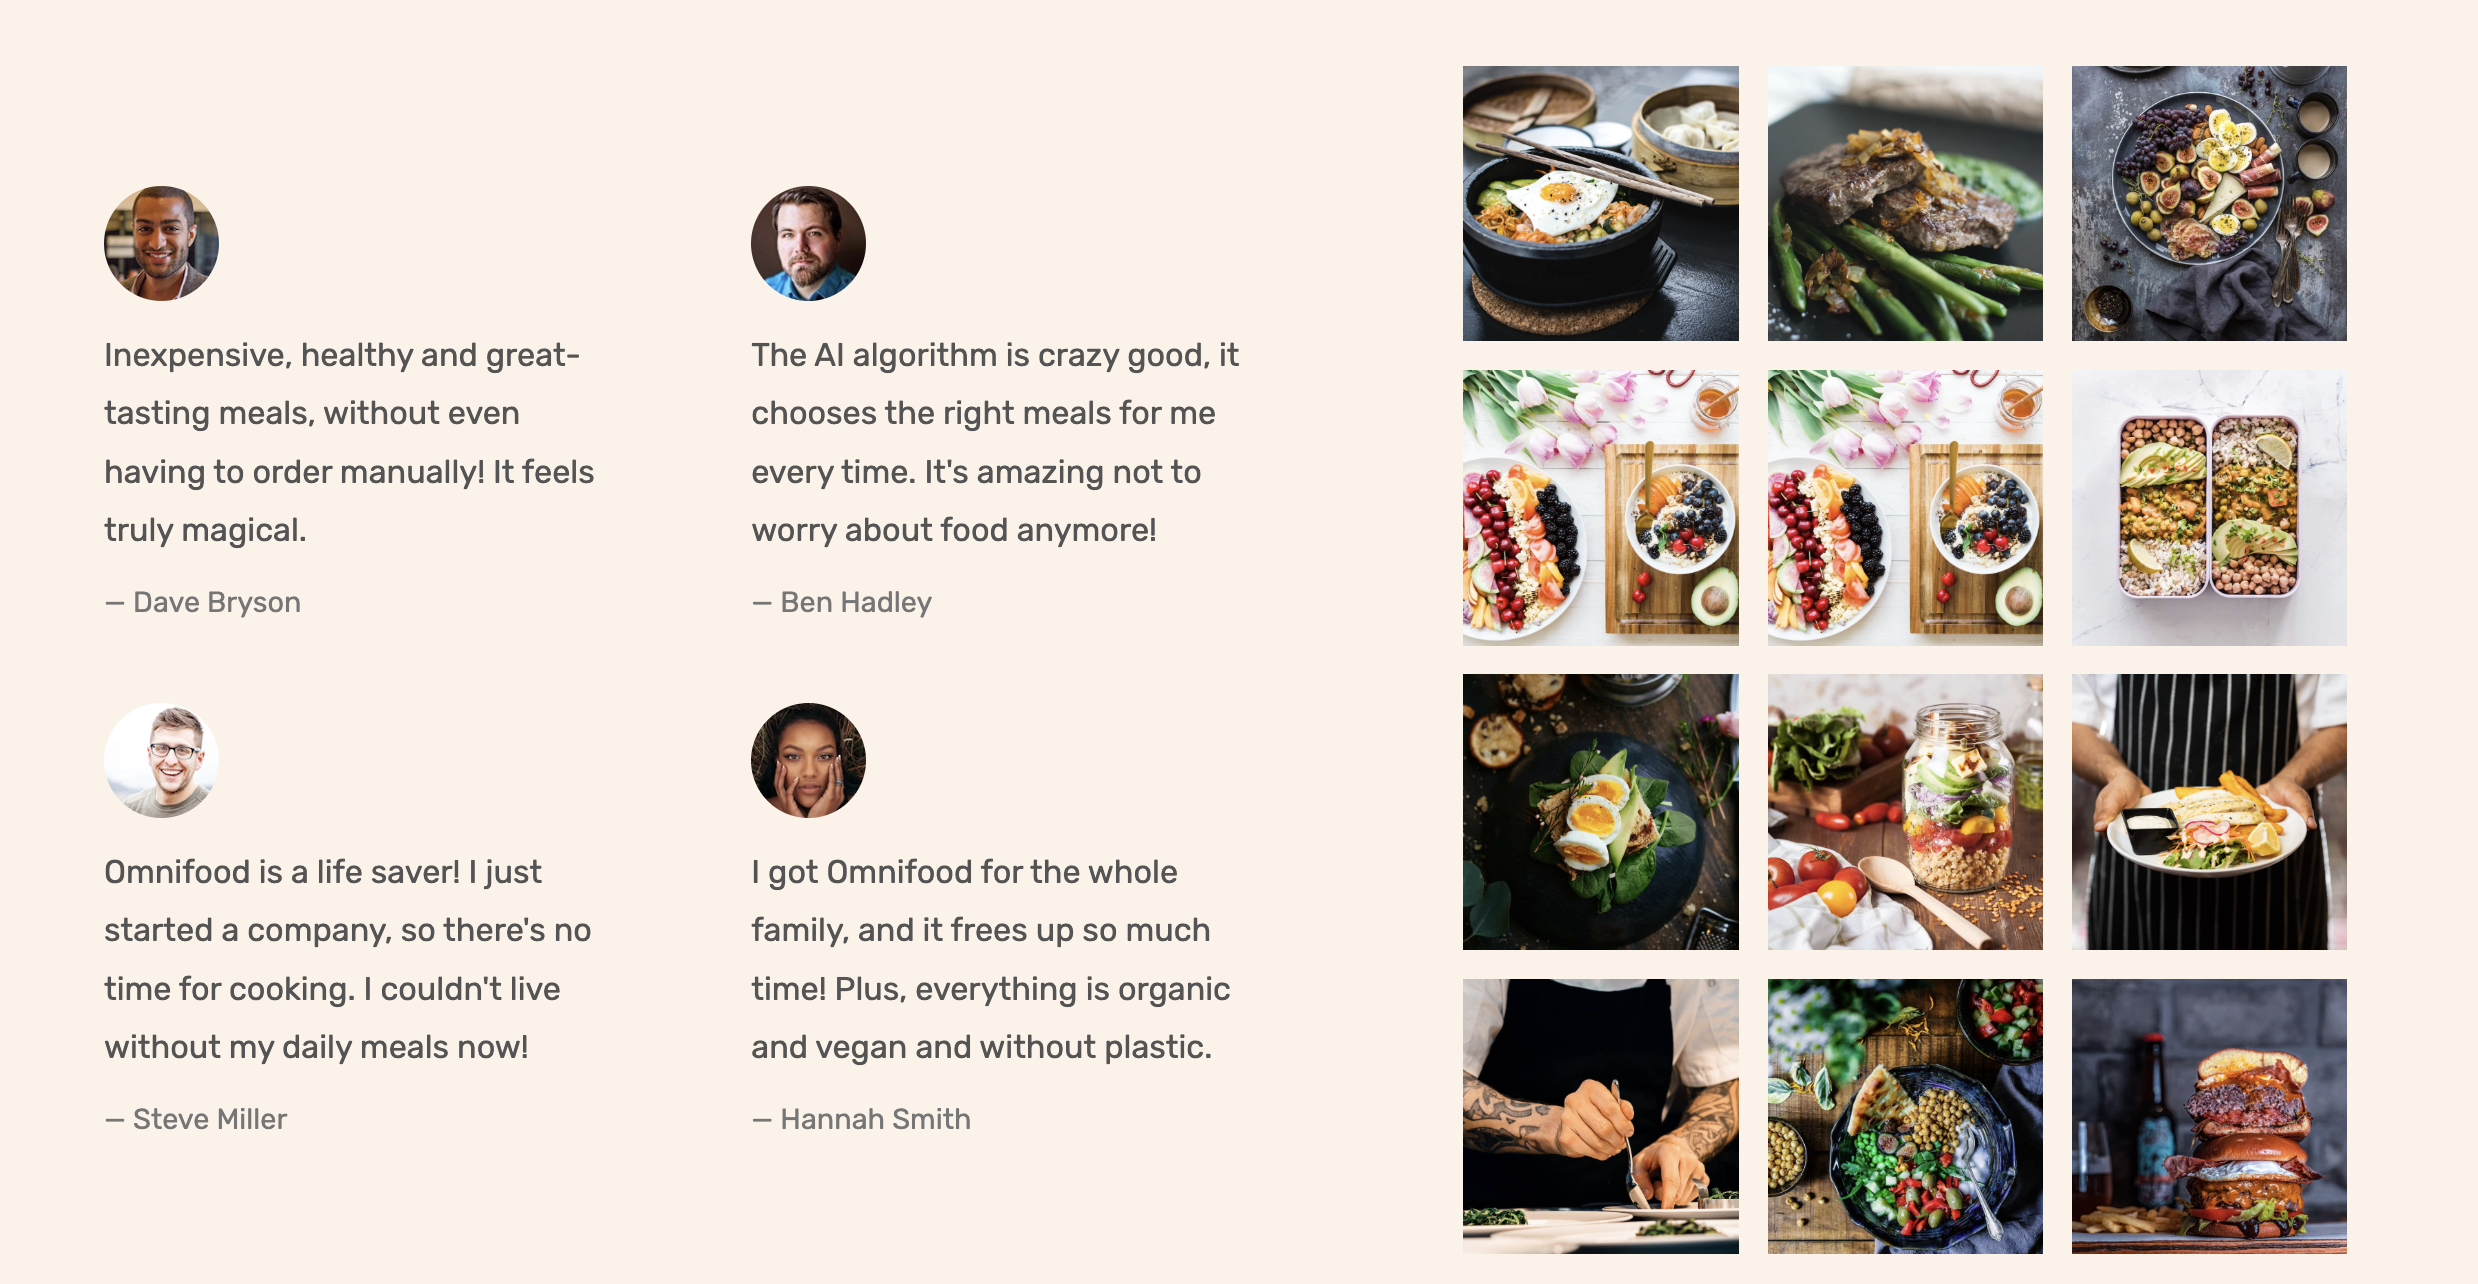 Inexpensive, healthy and great-
tasting meals, without even
having to order manually! It feels
truly magical.
— Dave Bryson
The AI algorithm is crazy good, it
chooses the right meals for me
every time. It's amazing not to
worry about food anymore!
— Ben Hadley
Omnifood is a life saver! I just
started a company, so there's no
time for cooking. I couldn't live
without my daily meals now!
— Steve Miller
I got Omnifood for the whole
family, and it frees up so much
time! Plus, everything is organic
and vegan and without plastic.
— Hannah Smith